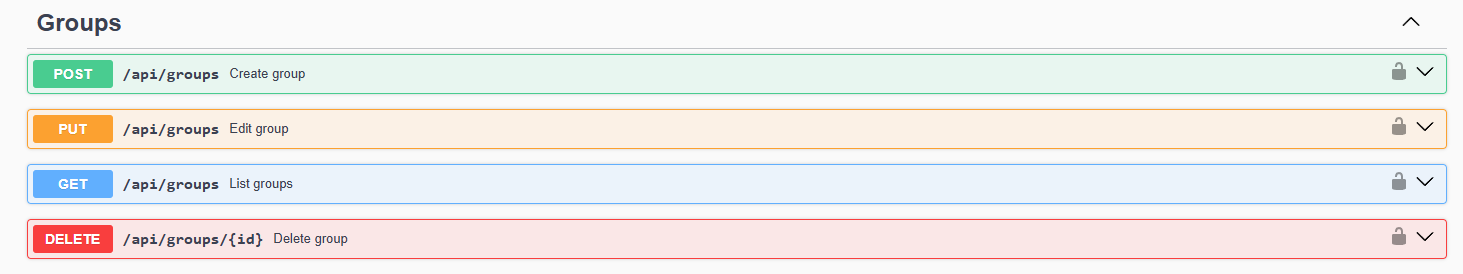 Groups
POST /api/groups Create group
PUT /api/groups Edit group
GET /api/groups List groups
DELETE /api/groups/{id} Delete group